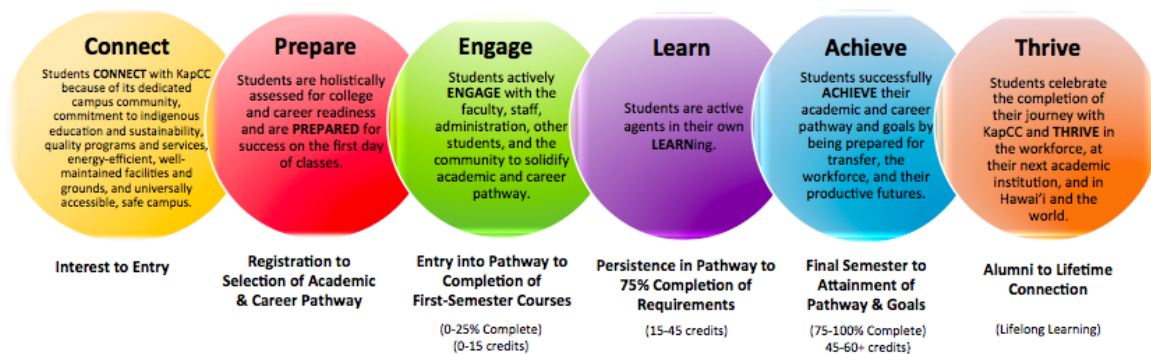 Connect
Students CONNECT with KapCC
because of its dedicated
campus community,
commitment to indigenous
education and sustainability,
quality programs and services,
energy-efficient, well-
maintained facilities and
grounds, and universally
accessible, safe campus.
Interest to Entry
Prepare
Students are holistically
assessed for college
and career readiness
and are PREPARED for
success on the first day
of classes.
Registration to
Selection of Academic
& Career Pathway
Engage
Students actively
ENGAGE with the
faculty, staff,
administration, other
students, and the
community to solidify
academic and career
pathway.
Entry into Pathway to
Completion of
First-Semester Courses
(0-25% Complete)
(0-15 credits)
Learn
Students are active
agents in their own
LEARNing.
Persistence in Pathway to
75% Completion of
Requirements
(15-45 credits)
Achieve
Students successfully
ACHIEVE their
academic and career
pathway and goals by
being prepared for
transfer, the
workforce, and their
productive futures.
Final Semester to
Attainment of
Pathway & Goals
(75-100% Complete)
45-60+ credits}
Thrive
Students celebrate
the completion of
their journey with
KapCC and THRIVE in
the workforce, at
their next academic
institution, and in
Hawai’i and the
world.
Alumni to Lifetime
Connection
(Lifelong Learning)